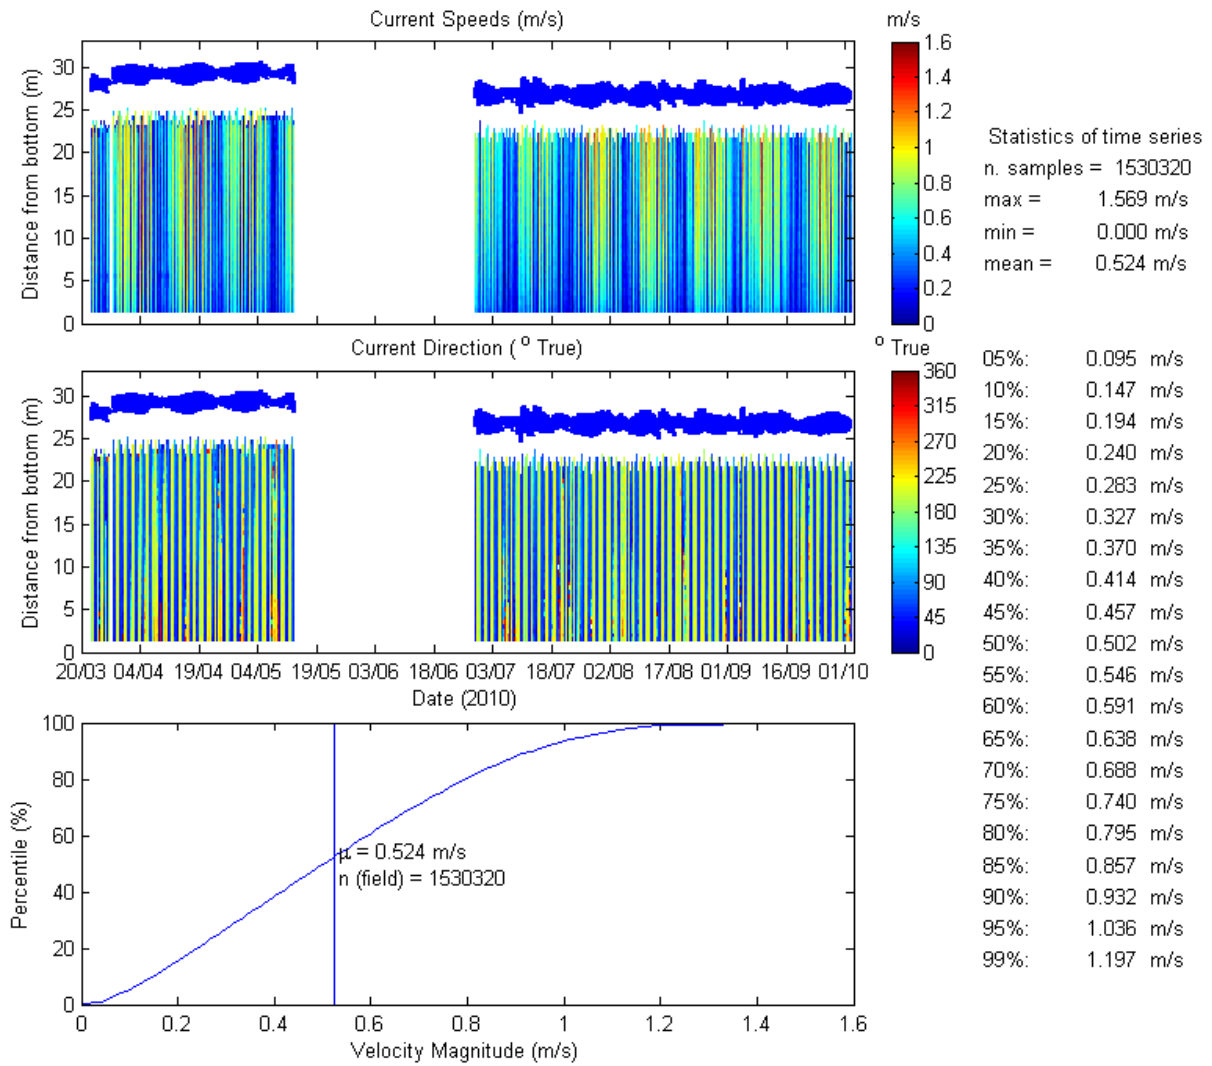 Current Speeds (m/s)
m/s
Distance from bottom (m)
30
25
20
15
10
5
0
1.6
1.4
1.2
1
0.8
0.6
0.4
0.2
0
Statistics of time series
n. samples = 1530320
max = 1.569 m/s
min = 0.000 m/s
mean = 0.524 m/s
Current Direction ( º True)
º True
Distance from bottom (m)
30
25
20
15
10
5
0
360
315
270
225
180
135
90
45
0
20/03 04/04 19/04 04/05 19/05 03/06 18/06 03/07 18/07 02/08 17/08 01/09 16/09 01/10
Date (2010)
05%: 0.095 m/s
10%: 0.147 m/s
15%: 0.194 m/s
20%: 0.240 m/s
25%: 0.283 m/s
30%: 0.327 m/s
35%: 0.370 m/s
40%: 0.414 m/s
45%: 0.457 m/s
50%: 0.502 m/s
55%: 0.546 m/s
60%: 0.591 m/s
65%: 0.638 m/s
70%: 0.688 m/s
75%: 0.740 m/s
80%: 0.795 m/s
85%: 0.857 m/s
90%: 0.932 m/s
95%: 1.036 m/s
99%: 1.197 m/s
Percentile (%)
100
80
60
40
20
0
μ = 0.524 m/s
n (field) = 1530320
0 0.2 0.4 0.6 0.8 1 1.2 1.4 1.6
Velocity Magnitude (m/s)